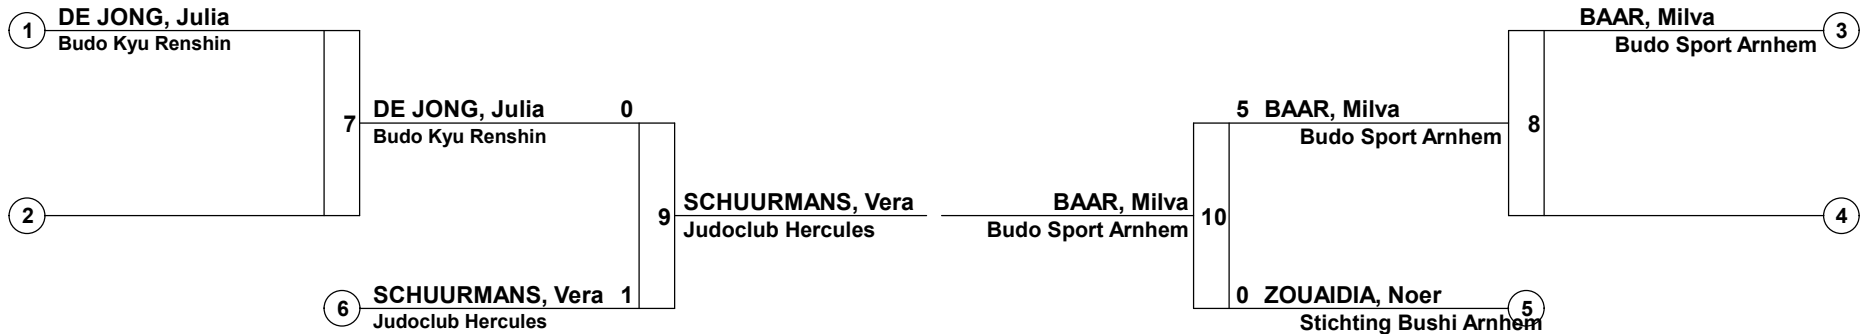 1 DE JONG, Julia
Budo Kyu Renshin
7 DE JONG, Julia 0
Budo Kyu Renshin
2
9 SCHUURMANS, Vera
Judoclub Hercules
6 SCHUURMANS, Vera 1
Judoclub Hercules
BAAR, Milva 3
Budo Sport Arnhem
5 BAAR, Milva 8
Budo Sport Arnhem
BAAR, Milva 10
Budo Sport Arnhem
4
0 ZOUAIDIA, Noer 5
Stichting Bushi Arnhem